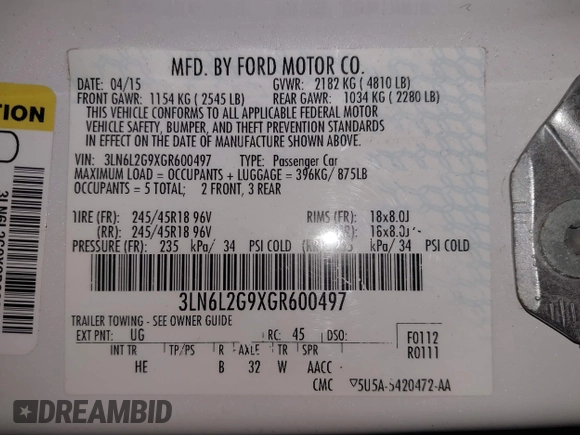 MFD. BY FORD MOTOR CO.
DATE: 04/15 GVWR: 2182 KG ( 4810 LB)
FRONT GAWR: 1154 KG ( 2545 LB) REAR GAWR: 1034 KG ( 2280 LB)
THIS VEHICLE CONFORMS TO ALL APPLICABLE FEDERAL MOTOR
VEHICLE SAFETY, BUMPER, AND THEFT PREVENTION STANDARDS
IN EFFECT ON THE DATE OF MANUFACTURE SHOWN ABOVE.
VIN: 3LN6L2G9XGR600497 TYPE: Passenger Car
MAXIMUM LOAD = OCCUPANTS + LUGGAGE = 396KG/ 875LB
OCCUPANTS = 5 TOTAL; 2 FRONT, 3 REAR
TIRE (FR): 245/45R18 96V RIMS (FR): 18x8.0J
(RR): 245/45R18 96V (RR): 18x8.0J
PRESSURE (FR): 235 kPa/ 34 PSI COLD (RR): 235 kPa/ 34 PSI COLD
3LN6L2G9XGR600497
TRAILER TOWING - SEE OWNER GUIDE
EXT PNT: UG RC: 45 DSO:
F0112
R0111
INT TR TP/PS R AXLE TR SPR
HE B 32 W AACC
CMC 5U5A-5420472-AA
TION
DREAMBID